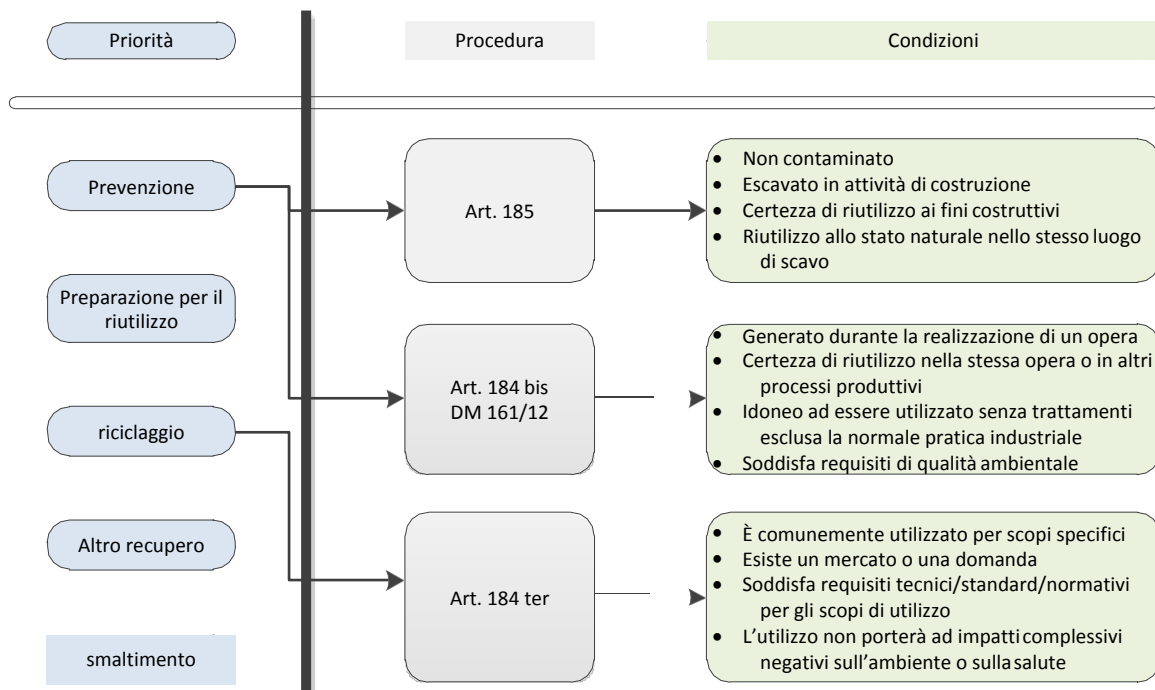 Priorità
Procedura
Condizioni
Prevenzione
Preparazione per il
riutilizzo
riciclaggio
Altro recupero
smaltimento
Art. 185
Art. 184 bis
DM 161/12
Art. 184 ter
• Non contaminato
• Escavato in attività di costruzione
• Certezza di riutilizzo ai fini costruttivi
• Riutilizzo allo stato naturale nello stesso luogo
di scavo
• Generato durante la realizzazione di un opera
• Certezza di riutilizzo nella stessa opera o in altri
processi produttivi
• Idoneo ad essere utilizzato senza trattamenti
esclusa la normale pratica industriale
• Soddisfa requisiti di qualità ambientale
• È comunemente utilizzato per scopi specifici
• Esiste un mercato o una domanda
• Soddisfa requisiti tecnici/standard/normativi
per gli scopi di utilizzo
• L'utilizzo non porterà ad impatti complessivi
negativi sull'ambiente o sulla salute